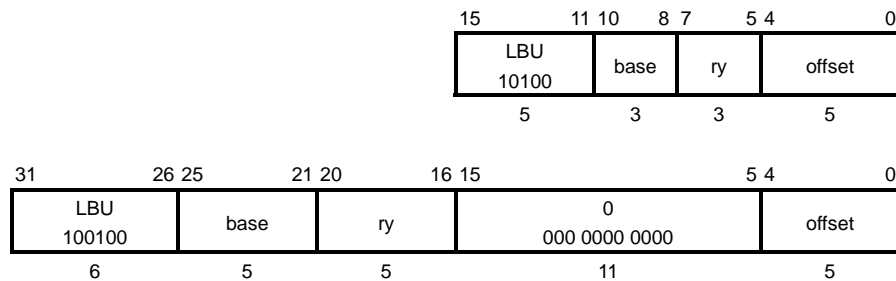 15 11 10 8 7 5 4 0
LBU base ry offset
10100
5 3 3 5
31 26 25 21 20 16 15 5 4 0
LBU base ry 0 offset
100100 000 0000 0000
6 5 5 11 5